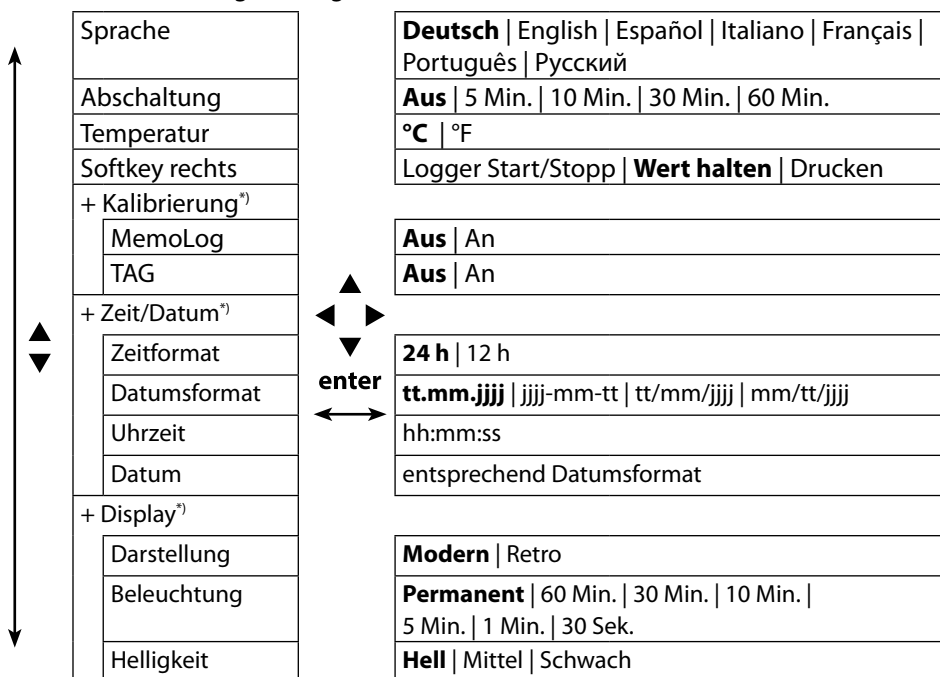 Sprache Deutsch | English | Español | Italiano | Français |
Português | Русский
Abschaltung Aus | 5 Min. | 10 Min. | 30 Min. | 60 Min.
Temperatur °C | °F
Softkey rechts Logger Start/Stopp | Wert halten | Drucken
+ Kalibrierung*)
MemoLog Aus | An
TAG Aus | An
+ Zeit/Datum*)
Zeitformat 24 h | 12 h
enter
Datumsformat tt.mm.jjjj | jjjj-mm-tt | tt/mm/jjjj | mm/tt/jjjj
Uhrzeit hh:mm:ss
Datum entsprechend Datumsformat
+ Display*)
Darstellung Modern | Retro
Beleuchtung Permanent | 60 Min. | 30 Min. | 10 Min. |
5 Min. | 1 Min. | 30 Sek.
Helligkeit Hell | Mittel | Schwach